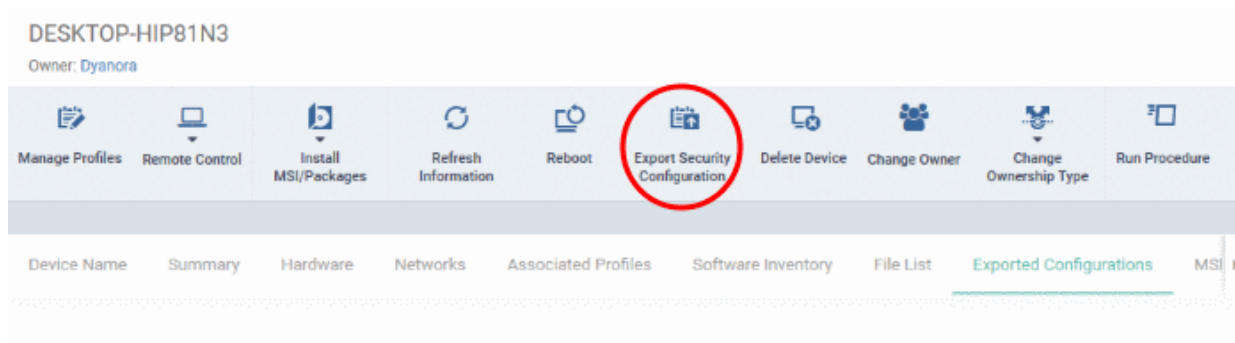 DESKTOP-HIP81N3
Owner: Dyanora
Manage Profiles
Remote Control
Install
MSI/Packages
Refresh
Information
Reboot
Export Security
Configuration
Delete Device
Change Owner
Change
Ownership Type
Run Procedure
Device Name
Summary
Hardware
Networks
Associated Profiles
Software Inventory
File List
Exported Configurations
MSI